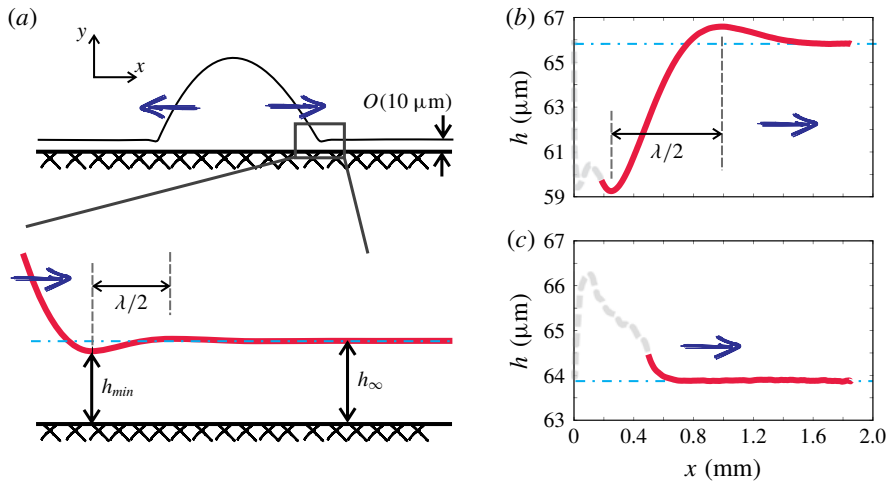 (a)
y
x
O(10 μm)
λ/2
h_min
h_∞
(b)
67
65
63
61
59
h (μm)
λ/2
(c)
67
66
65
64
63
h (μm)
0
0.4
0.8
1.2
1.6
2.0
x (mm)